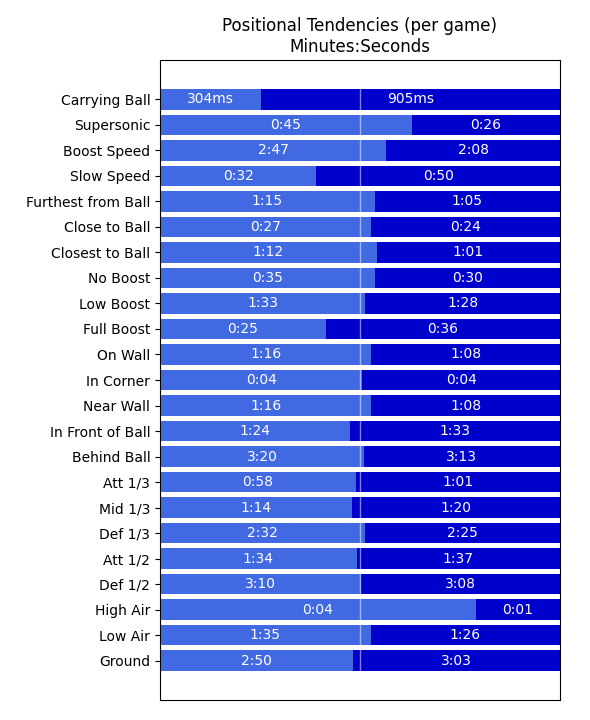 Positional Tendencies (per game)
Minutes:Seconds
Carrying Ball 304ms 905ms
Supersonic 0:45 0:26
Boost Speed 2:47 2:08
Slow Speed 0:32 0:50
Furthest from Ball 1:15 1:05
Close to Ball 0:27 0:24
Closest to Ball 1:12 1:01
No Boost 0:35 0:30
Low Boost 1:33 1:28
Full Boost 0:25 0:36
On Wall 1:16 1:08
In Corner 0:04 0:04
Near Wall 1:16 1:08
In Front of Ball 1:24 1:33
Behind Ball 3:20 3:13
Att 1/3 0:58 1:01
Mid 1/3 1:14 1:20
Def 1/3 2:32 2:25
Att 1/2 1:34 1:37
Def 1/2 3:10 3:08
High Air 0:04 0:01
Low Air 1:35 1:26
Ground 2:50 3:03